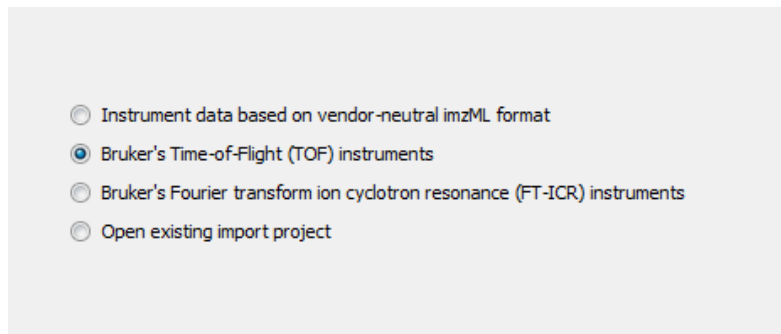 Instrument data based on vendor-neutral imzML format
Bruker's Time-of-Flight (TOF) instruments
Bruker's Fourier transform ion cyclotron resonance (FT-ICR) instruments
Open existing import project